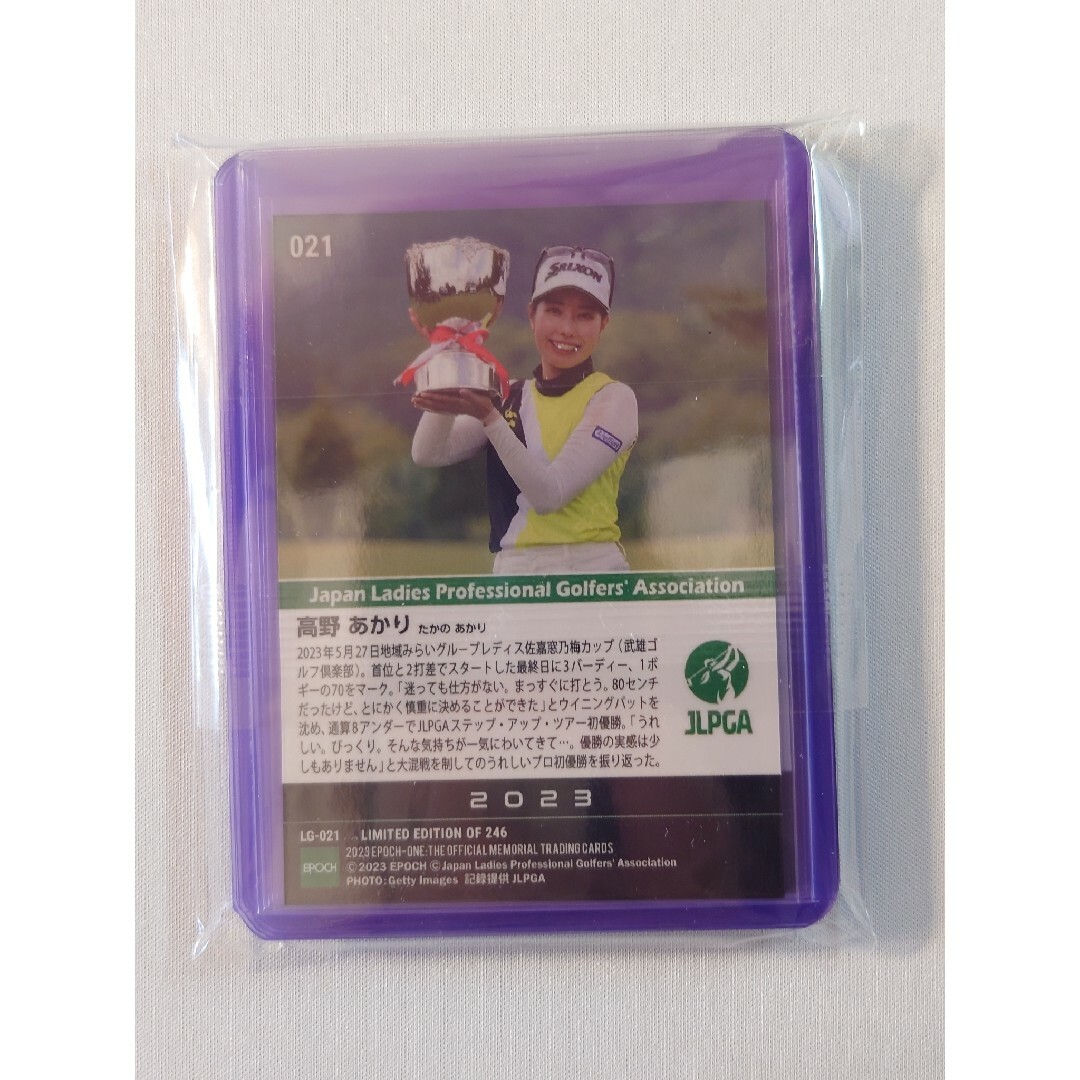 021
SRIXON
Japan Ladies Professional Golfers' Association
高野 あかり たかの あかり
2023年5月27日地域みらいグループレディス佐嘉窓乃梅カップ(武雄ゴ
ルフ倶楽部)。首位と2打差でスタートした最終日に3バーディー、1ボ
ギーの70をマーク。「迷っても仕方がない。まっすぐに打とう。80センチ
だったけど、とにかく慎重に決めることができた」とウイニングパットを
沈め、通算8アンダーでJLPGAステップ・アップ・ツアー初優勝。「うれ
しい。びっくり。そんな気持ちが一気にわいてきて…。優勝の実感は少
しもありません」と大混戦を制してのうれしいプロ初優勝を振り返った。
JLPGA
2023
LG-021 LIMITED EDITION OF 246
2023 EPOCH-ONE:THE OFFICIAL MEMORIAL TRADING CARDS
EPOCH
©2023 EPOCH ©Japan Ladies Professional Golfers' Association
PHOTO:Getty Images 記録提供 JLPGA